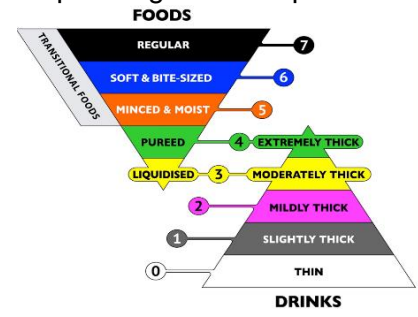 FOODS
REGULAR 7
TRANSITIONAL FOODS
SOFT & BITE-SIZED 6
MINCED & MOIST 5
PUREED 4 EXTREMELY THICK
LIQUIDISED 3 MODERATELY THICK
2 MILDLY THICK
1 SLIGHTLY THICK
0 THIN
DRINKS